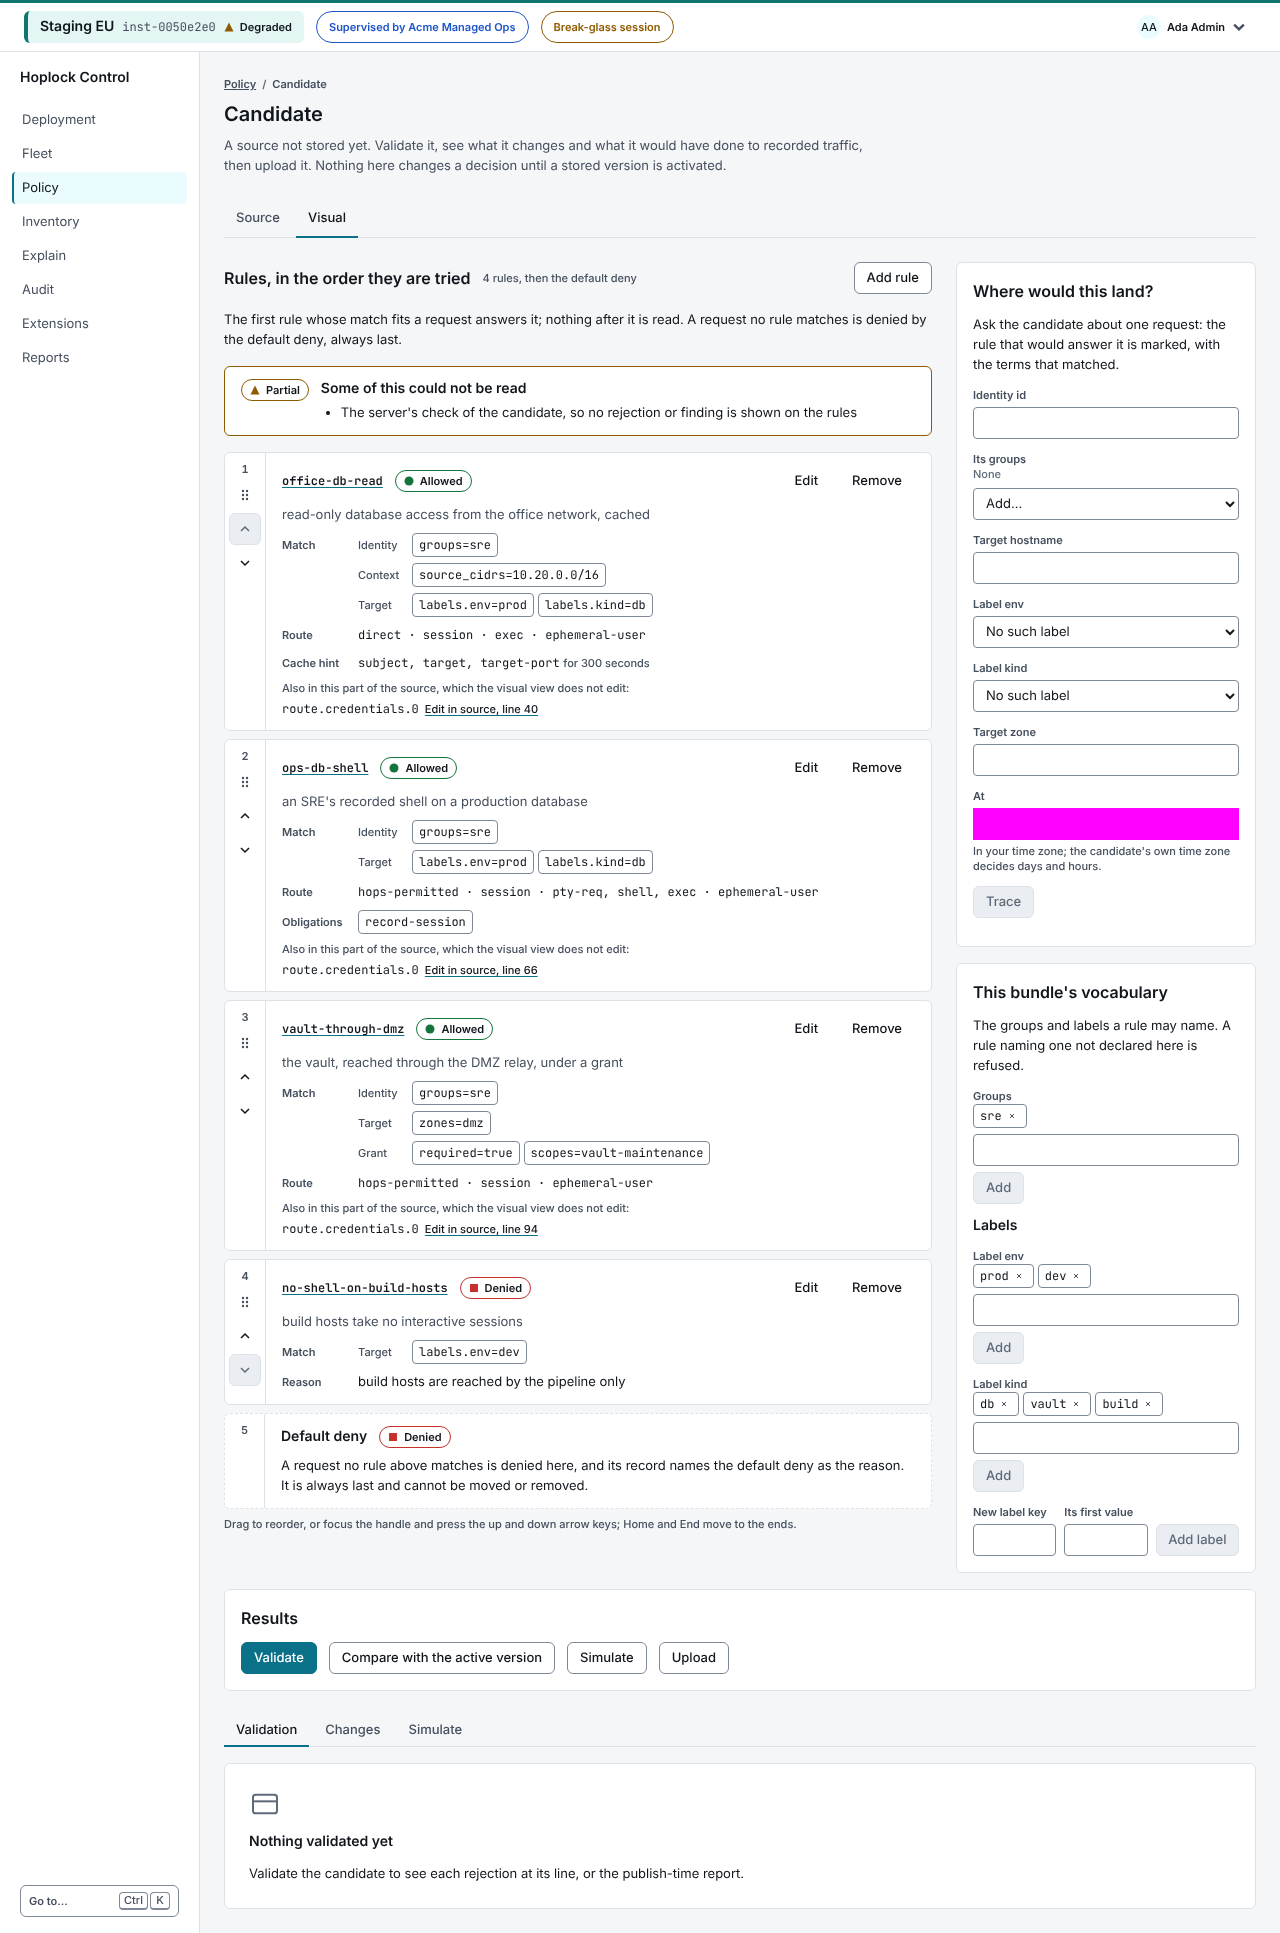 Staging EU inst-0050e2e0 Degraded
Supervised by Acme Managed Ops
Break-glass session
AA Ada Admin
Hoplock Control
Deployment
Fleet
Policy
Inventory
Explain
Audit
Extensions
Reports
Go to...
Ctrl K
Policy / Candidate
Candidate
A source not stored yet. Validate it, see what it changes and what it would have done to recorded traffic,
then upload it. Nothing here changes a decision until a stored version is activated.
Source Visual
Rules, in the order they are tried 4 rules, then the default deny Add rule
The first rule whose match fits a request answers it; nothing after it is read. A request no rule matches is denied by
the default deny, always last.
Partial Some of this could not be read
• The server's check of the candidate, so no rejection or finding is shown on the rules
1 office-db-read Allowed Edit Remove
read-only database access from the office network, cached
Match Identity groups=sre
Context source_cidrs=10.20.0.0/16
Target labels.env=prod labels.kind=db
Route direct · session · exec · ephemeral-user
Cache hint subject, target, target-port for 300 seconds
Also in this part of the source, which the visual view does not edit:
route.credentials.0 Edit in source, line 40
2 ops-db-shell Allowed Edit Remove
an SRE's recorded shell on a production database
Match Identity groups=sre
Target labels.env=prod labels.kind=db
Route hops-permitted · session · pty-req, shell, exec · ephemeral-user
Obligations record-session
Also in this part of the source, which the visual view does not edit:
route.credentials.0 Edit in source, line 66
3 vault-through-dmz Allowed Edit Remove
the vault, reached through the DMZ relay, under a grant
Match Identity groups=sre
Target zones=dmz
Grant required=true scopes=vault-maintenance
Route hops-permitted · session · ephemeral-user
Also in this part of the source, which the visual view does not edit:
route.credentials.0 Edit in source, line 94
4 no-shell-on-build-hosts Denied Edit Remove
build hosts take no interactive sessions
Match Target labels.env=dev
Reason build hosts are reached by the pipeline only
5 Default deny Denied
A request no rule above matches is denied here, and its record names the default deny as the reason.
It is always last and cannot be moved or removed.
Drag to reorder, or focus the handle and press the up and down arrow keys; Home and End move to the ends.
Where would this land?
Ask the candidate about one request: the
rule that would answer it is marked, with
the terms that matched.
Identity id
Its groups
None
Add...
Target hostname
Label env
No such label
Label kind
No such label
Target zone
At
In your time zone; the candidate's own time zone
decides days and hours.
Trace
This bundle's vocabulary
The groups and labels a rule may name. A
rule naming one not declared here is
refused.
Groups
sre ×
Add
Labels
Label env
prod × dev ×
Add
Label kind
db × vault × build ×
Add
New label key Its first value
Add label
Results
Validate Compare with the active version Simulate Upload
Validation Changes Simulate
Nothing validated yet
Validate the candidate to see each rejection at its line, or the publish-time report.